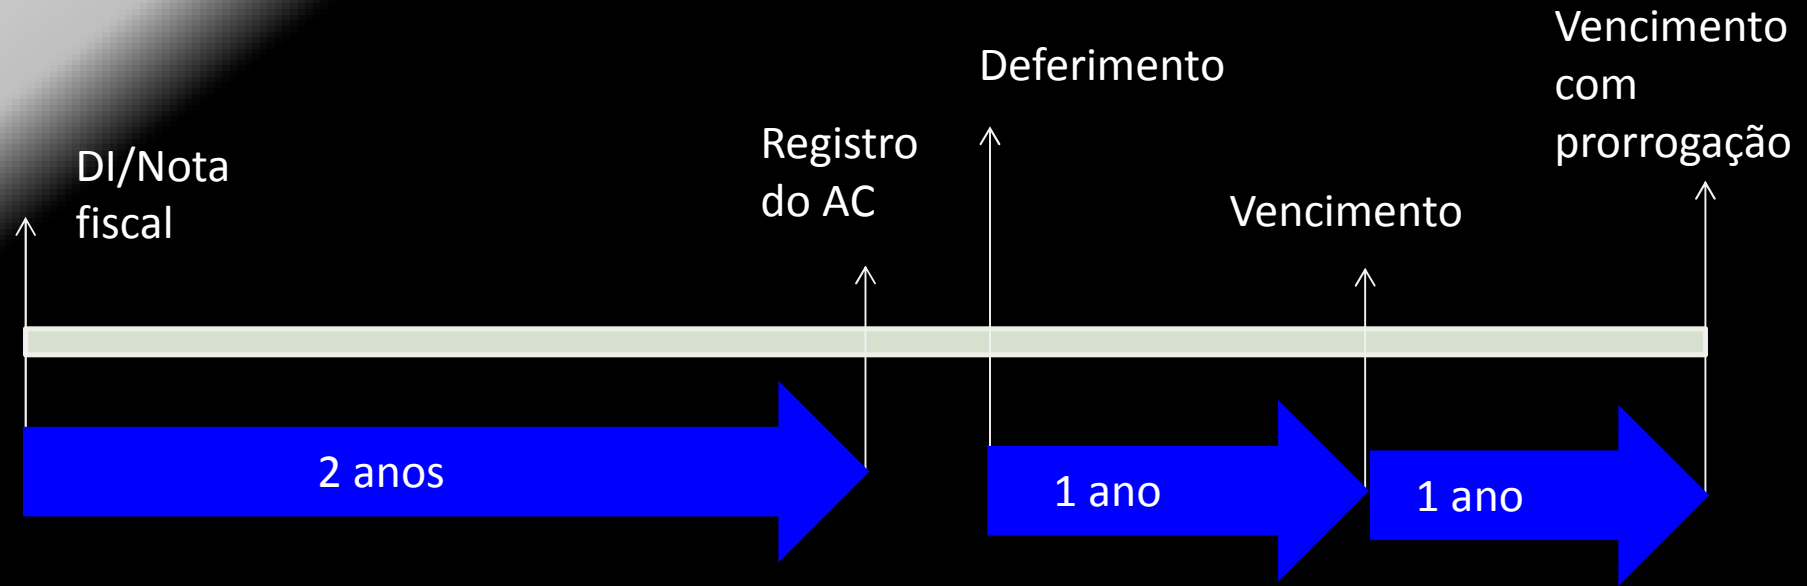 DI/Nota
fiscal
Registro
do AC
Deferimento
Vencimento
Vencimento
com
prorrogação
2 anos
1 ano
1 ano